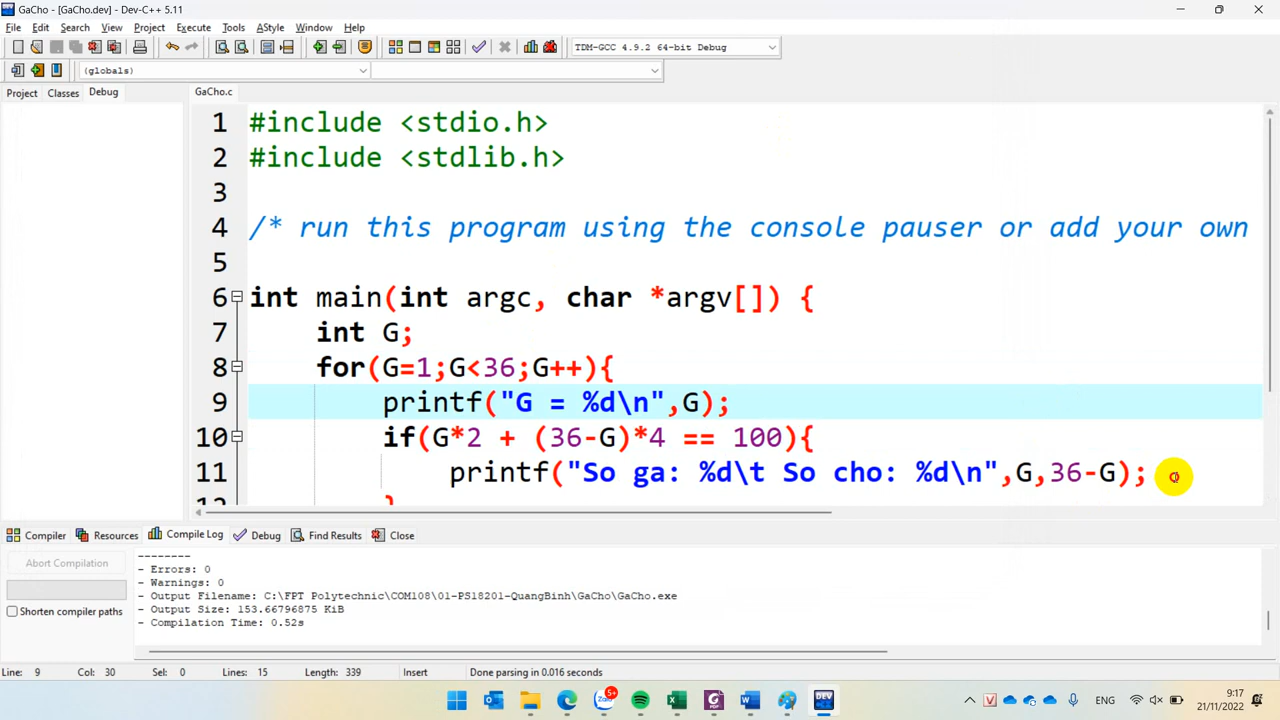 GaCho - [GaCho.dev] - Dev-C++ 5.11
File Edit Search View Project Execute Tools AStyle Window Help
TDM-GCC 4.9.2 64-bit Debug
(globals)
Project Classes Debug
GaCho.c
1 #include <stdio.h>
2 #include <stdlib.h>
3
4 /* run this program using the console pauser or add your own
5
6 int main(int argc, char *argv[]) {
7 int G;
8 for(G=1;G<36;G++){
9 printf("G = %d\n",G);
10 if(G*2 + (36-G)*4 == 100){
11 printf("So ga: %d\t So cho: %d\n",G,36-G);
12 }
Compiler Resources Compile Log Debug Find Results Close
Abort Compilation
Shorten compiler paths
--------
- Errors: 0
- Warnings: 0
- Output Filename: C:\FPT Polytechnic\COM108\01-PS18201-QuangBinh\GaCho\GaCho.exe
- Output Size: 153.66796875 KiB
- Compilation Time: 0.52s
Line: 9 Col: 30 Sel: 0 Lines: 15 Length: 339 Insert Done parsing in 0.016 seconds
5+
ENG
9:17
21/11/2022